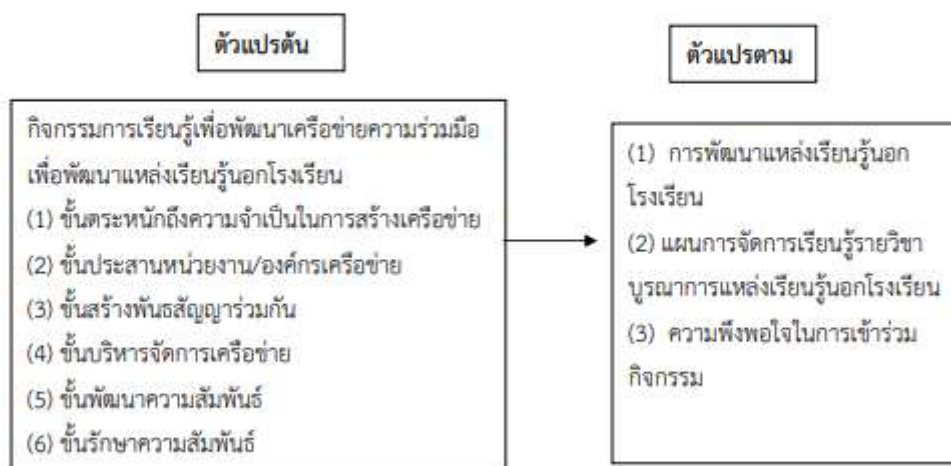 ตัวแปรต้น
กิจกรรมการเรียนรู้เพื่อพัฒนาเครือข่ายความร่วมมือ
เพื่อพัฒนาแหล่งเรียนรู้นอกโรงเรียน
(1) ขั้นตระหนักถึงความจำเป็นในการสร้างเครือข่าย
(2) ขั้นประสานหน่วยงาน/องค์กรเครือข่าย
(3) ขั้นสร้างพันธสัญญาร่วมกัน
(4) ขั้นบริหารจัดการเครือข่าย
(5) ขั้นพัฒนาความสัมพันธ์
(6) ขั้นรักษาความสัมพันธ์
ตัวแปรตาม
(1) การพัฒนาแหล่งเรียนรู้นอก
โรงเรียน
(2) แผนการจัดการเรียนรู้รายวิชา
บูรณาการแหล่งเรียนรู้นอกโรงเรียน
(3) ความพึงพอใจในการเข้าร่วม
กิจกรรม